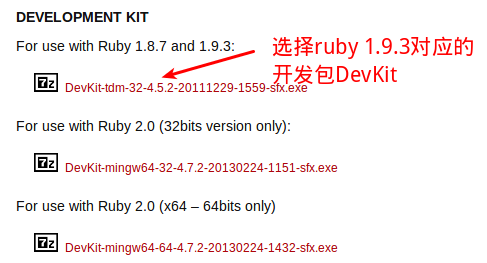 DEVELOPMENT KIT
For use with Ruby 1.8.7 and 1.9.3:
选择ruby 1.9.3对应的
开发包DevKit
7z DevKit-tdm-32-4.5.2-20111229-1559-sfx.exe
For use with Ruby 2.0 (32bits version only):
7z DevKit-mingw64-32-4.7.2-20130224-1151-sfx.exe
For use with Ruby 2.0 (x64 – 64bits only)
7z DevKit-mingw64-64-4.7.2-20130224-1432-sfx.exe